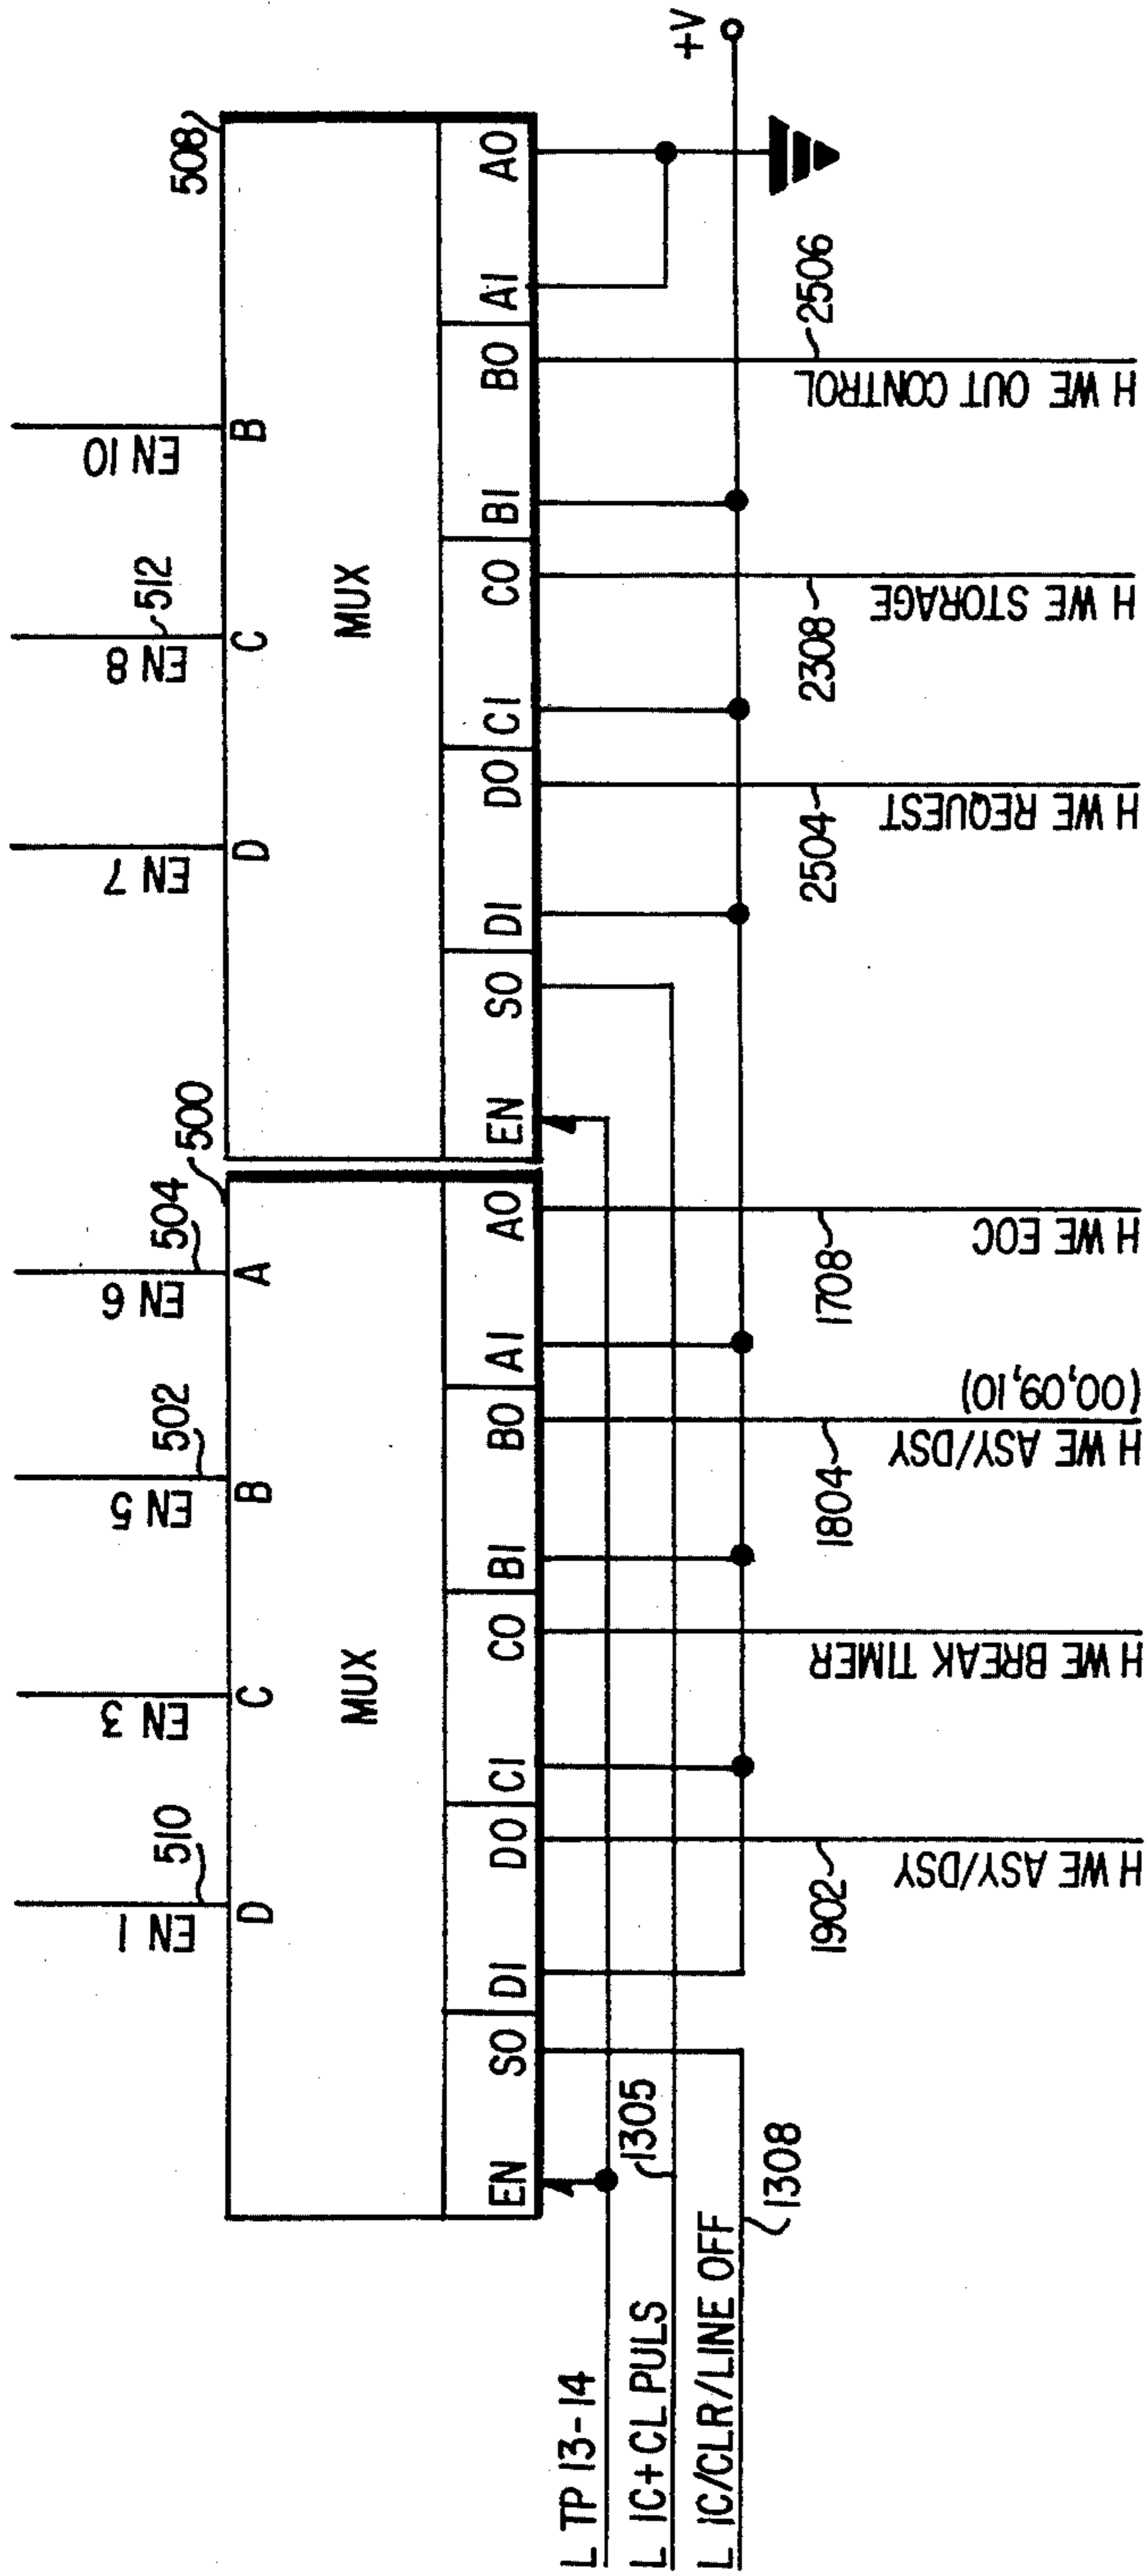 EN 1
510
EN 3
EN 5
502
EN 6
504
500
EN 7
EN 8
512
EN 10
508
D
C
B
A
D
C
B
MUX
MUX
EN
S0
D1
D0
C1
C0
B1
B0
A1
A0
EN
S0
D1
D0
C1
C0
B1
B0
A1
A0
L TP 13-14
L IC+CL PULS
1305
L IC/CLR/LINE OFF
1308
+V
1902
H WE ASY/DSY
H WE BREAK TIMER
1804
H WE ASY/DSY
(00,09,10)
1708
H WE EOC
2504
H WE REQUEST
2308
H WE STORAGE
2506
H WE OUT CONTROL